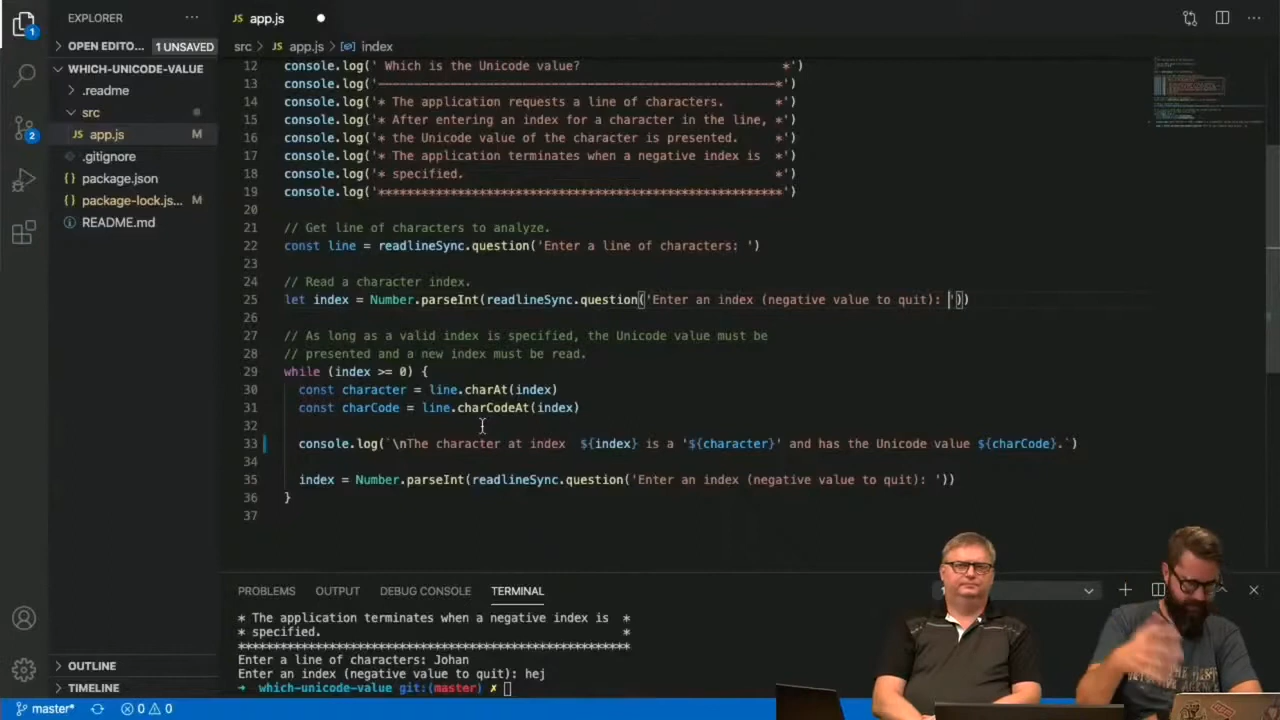 EXPLORER ···
JS app.js
1
OPEN EDITO... 1 UNSAVED
src > JS app.js > index
WHICH-UNICODE-VALUE
.readme
src
JS app.js M
.gitignore
package.json
package-lock.js... M
README.md
2
12 console.log(' Which is the Unicode value? *')
13 console.log('———————————————————————————————————————*')
14 console.log('* The application requests a line of characters. *')
15 console.log('* After entering an index for a character in the line, *')
16 console.log('* the Unicode value of the character is presented. *')
17 console.log('* The application terminates when a negative index is *')
18 console.log('* specified. *')
19 console.log('********************************************************')
20
21 // Get line of characters to analyze.
22 const line = readlineSync.question('Enter a line of characters: ')
23
24 // Read a character index.
25 let index = Number.parseInt(readlineSync.question('Enter an index (negative value to quit): '))
26
27 // As long as a valid index is specified, the Unicode value must be
28 // presented and a new index must be read.
29 while (index >= 0) {
30 const character = line.charAt(index)
31 const charCode = line.charCodeAt(index)
32
33 console.log(`\nThe character at index  ${index} is a '${character}' and has the Unicode value ${charCode}.`)
34
35 index = Number.parseInt(readlineSync.question('Enter an index (negative value to quit): '))
36 }
37
PROBLEMS OUTPUT DEBUG CONSOLE TERMINAL
* The application terminates when a negative index is *
* specified. *
******************************************************
Enter a line of characters: Johan
Enter an index (negative value to quit): hej
➜ which-unicode-value git:(master) ✗
OUTLINE
TIMELINE
master* 0 0